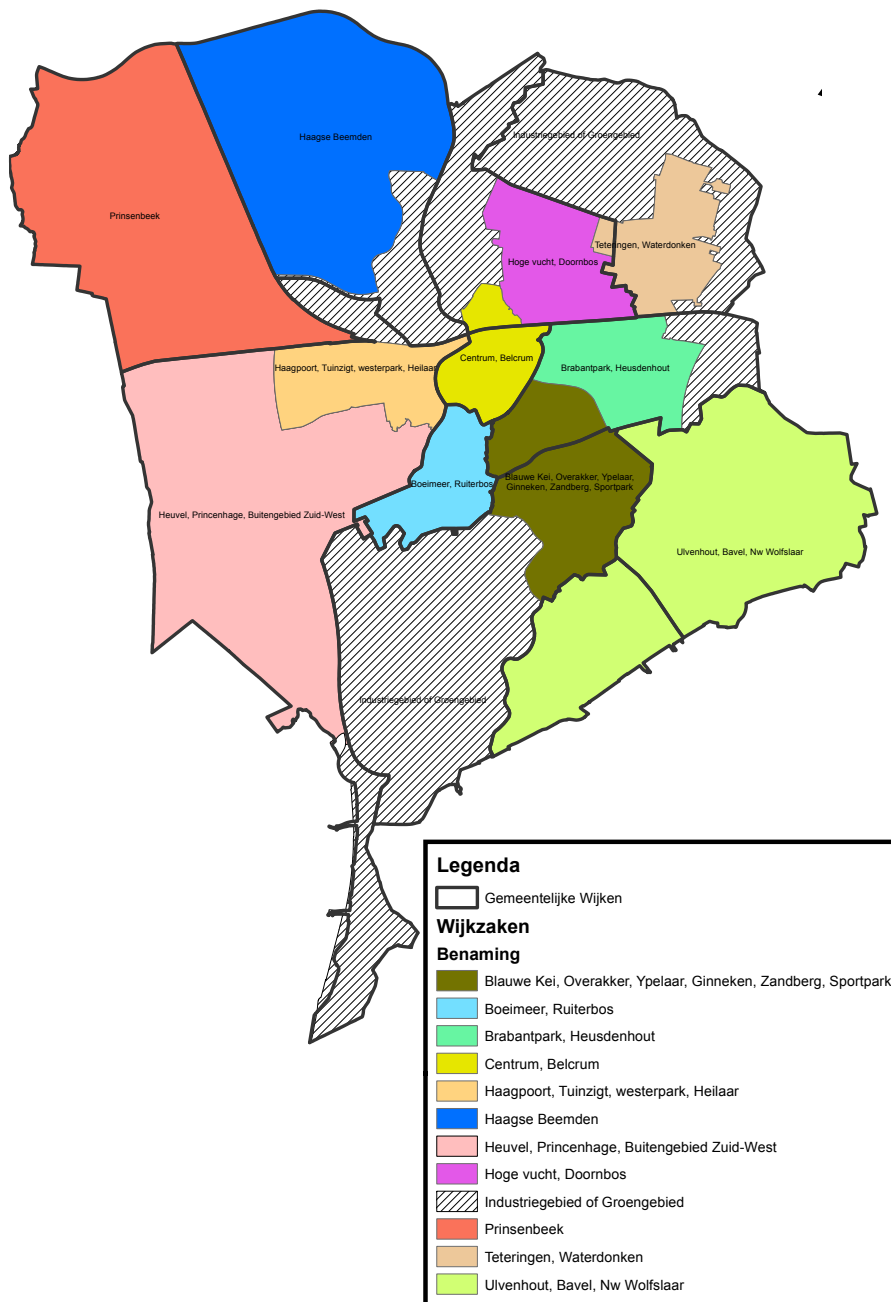 Haagse Beemden
Industriegebied of Groengebied
Prinsenbeek
Teteringen, Waterdonken
Hoge vucht, Doornbos
Centrum, Belcrum
Haagpoort, Tuinzigt, westerpark, Heilaar
Brabantpark, Heusdenhout
Boeimeer, Ruiterbos
Blauwe Kei, Overakker, Ypelaar,
Ginneken, Zandberg, Sportpark
Heuvel, Princenhage, Buitengebied Zuid-West
Ulvenhout, Bavel, Nw Wolfslaar
Industriegebied of Groengebied
Legenda
Gemeentelijke Wijken
Wijkzaken
Benaming
Blauwe Kei, Overakker, Ypelaar, Ginneken, Zandberg, Sportpark
Boeimeer, Ruiterbos
Brabantpark, Heusdenhout
Centrum, Belcrum
Haagpoort, Tuinzigt, westerpark, Heilaar
Haagse Beemden
Heuvel, Princenhage, Buitengebied Zuid-West
Hoge vucht, Doornbos
Industriegebied of Groengebied
Prinsenbeek
Teteringen, Waterdonken
Ulvenhout, Bavel, Nw Wolfslaar